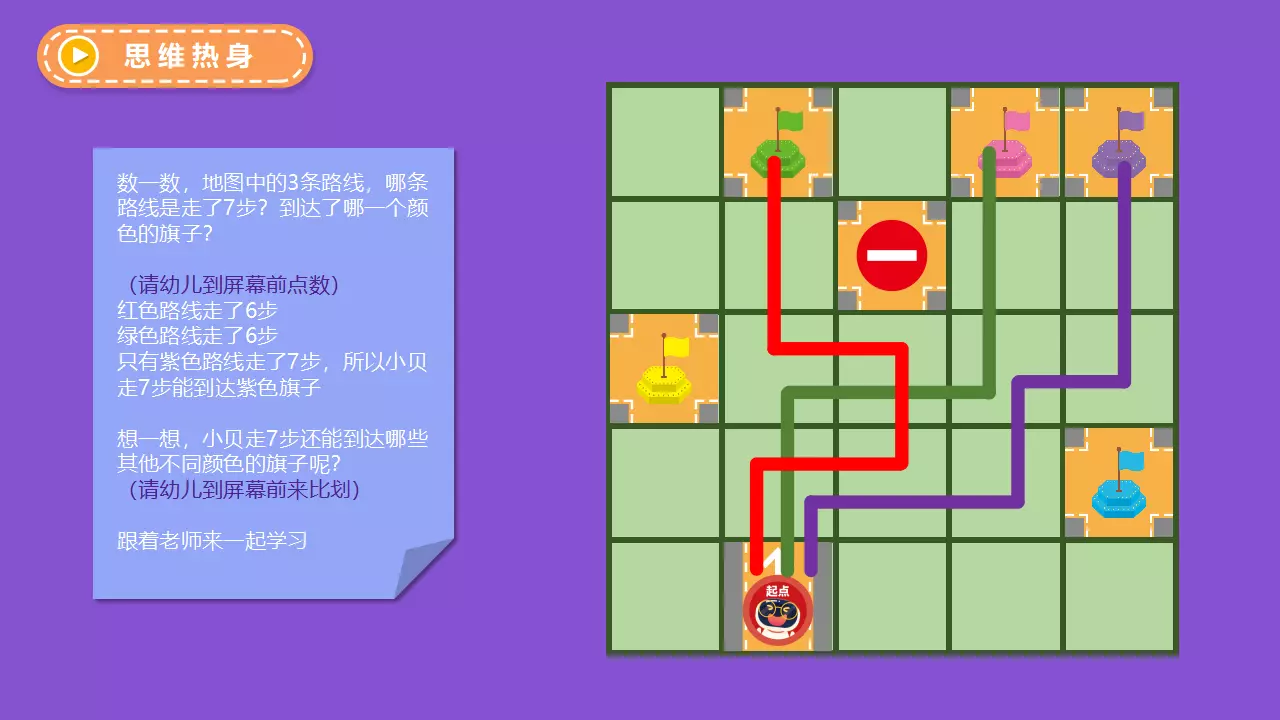 思维热身
数一数，地图中的3条路线，哪条
路线是走了7步？到达了哪一个颜
色的旗子？
（请幼儿到屏幕前点数）
红色路线走了6步
绿色路线走了6步
只有紫色路线走了7步，所以小贝
走7步能到达紫色旗子
想一想，小贝走7步还能到达哪些
其他不同颜色的旗子呢？
（请幼儿到屏幕前来比划）
跟着老师来一起学习
起点